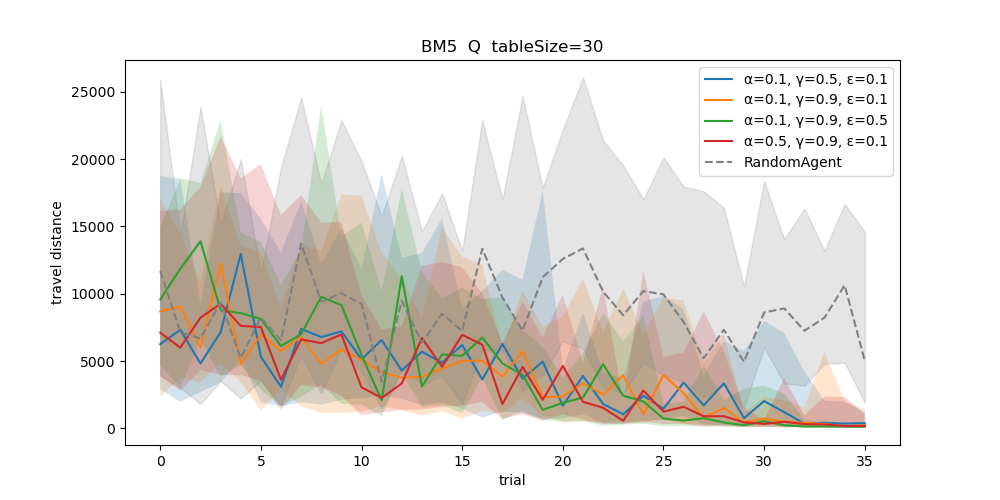 BM5  Q  tableSize=30
α=0.1, γ=0.5, ε=0.1
α=0.1, γ=0.9, ε=0.1
α=0.1, γ=0.9, ε=0.5
α=0.5, γ=0.9, ε=0.1
RandomAgent
25000
20000
15000
10000
5000
0
travel distance
0 5 10 15 20 25 30 35
trial